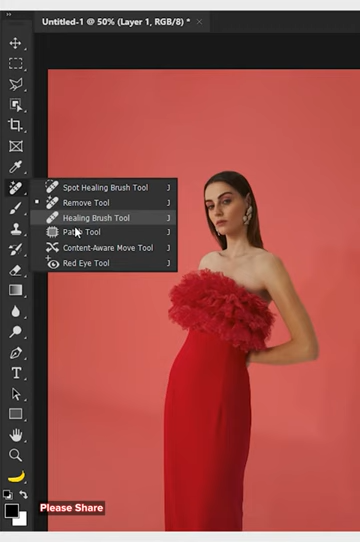 Untitled-1 @ 50% (Layer 1, RGB/8) * ×
Spot Healing Brush Tool J
Remove Tool J
Healing Brush Tool J
Patch Tool J
Content-Aware Move Tool J
Red Eye Tool J
T
Please Share